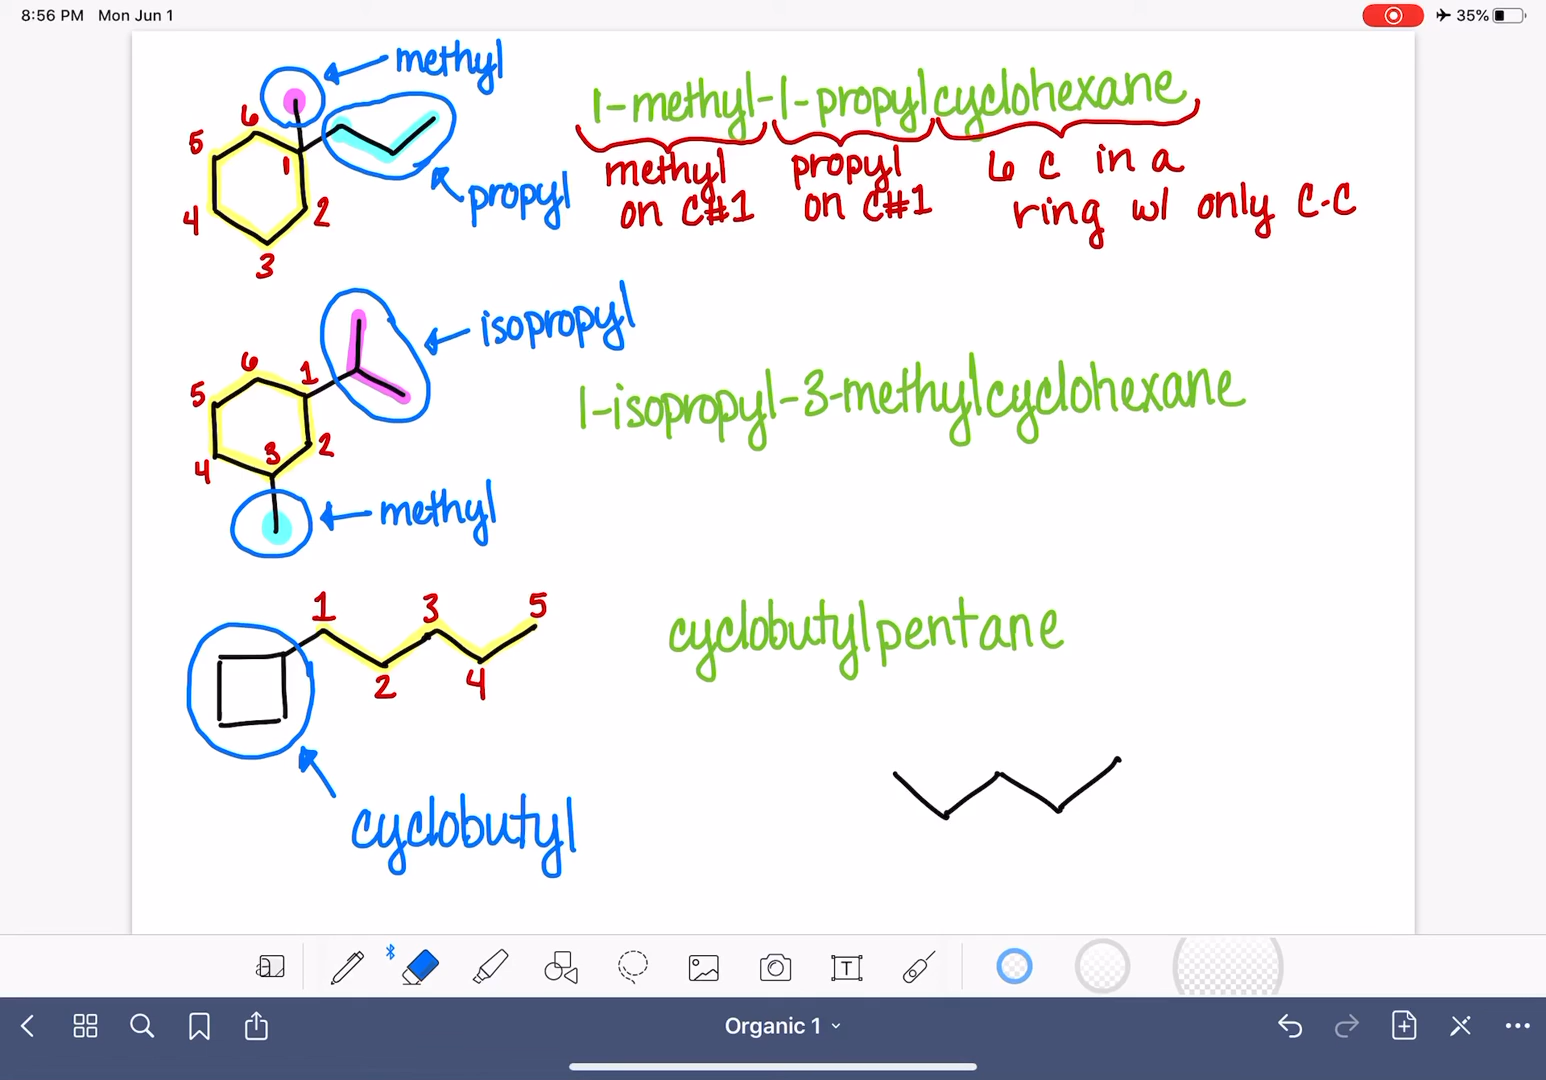 8:56 PM Mon Jun 1
35%
methyl
6
5
1
4
2
3
propyl
1-methyl-1-propylcyclohexane
methyl on C#1
propyl on C#1
6 C in a ring w/ only C-C
isopropyl
6
1
5
3
2
4
methyl
1-isopropyl-3-methylcyclohexane
1
3
5
2
4
cyclobutyl
cyclobutylpentane
T
Organic 1